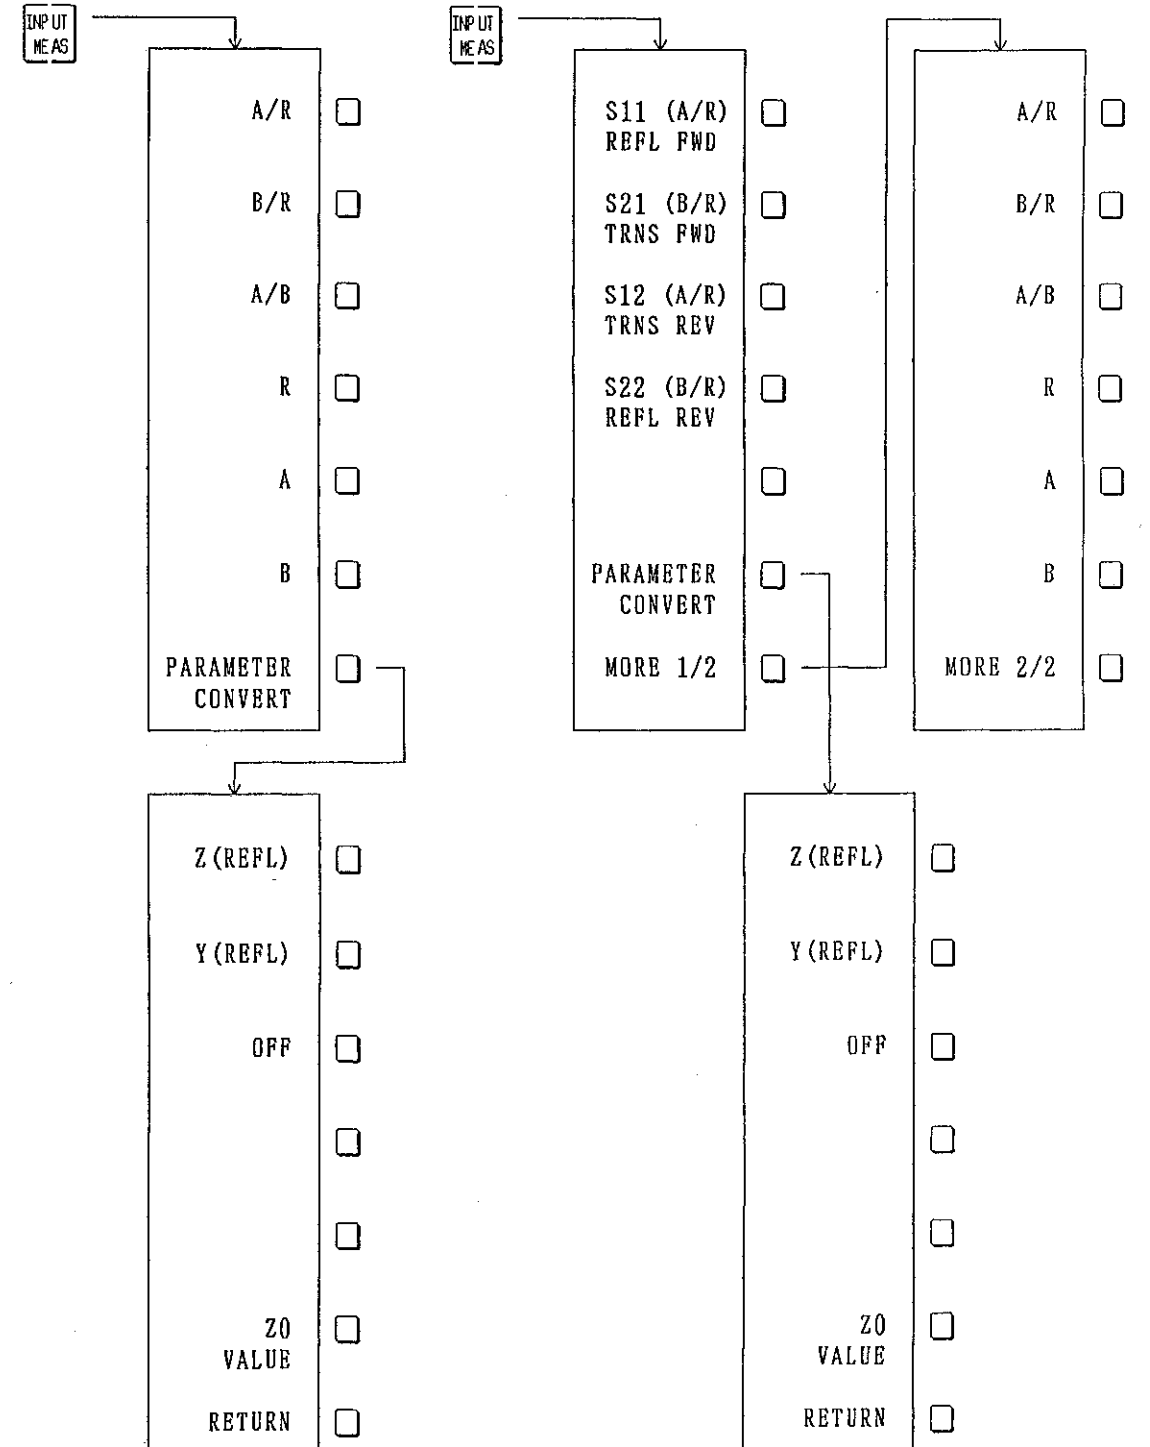 INPUT
MEAS
A/R
B/R
A/B
R
A
B
PARAMETER
CONVERT
Z(REFL)
Y(REFL)
OFF
Z0
VALUE
RETURN
INPUT
MEAS
S11 (A/R)
REFL FWD
S21 (B/R)
TRNS FWD
S12 (A/R)
TRNS REV
S22 (B/R)
REFL REV
PARAMETER
CONVERT
MORE 1/2
A/R
B/R
A/B
R
A
B
MORE 2/2
Z(REFL)
Y(REFL)
OFF
Z0
VALUE
RETURN